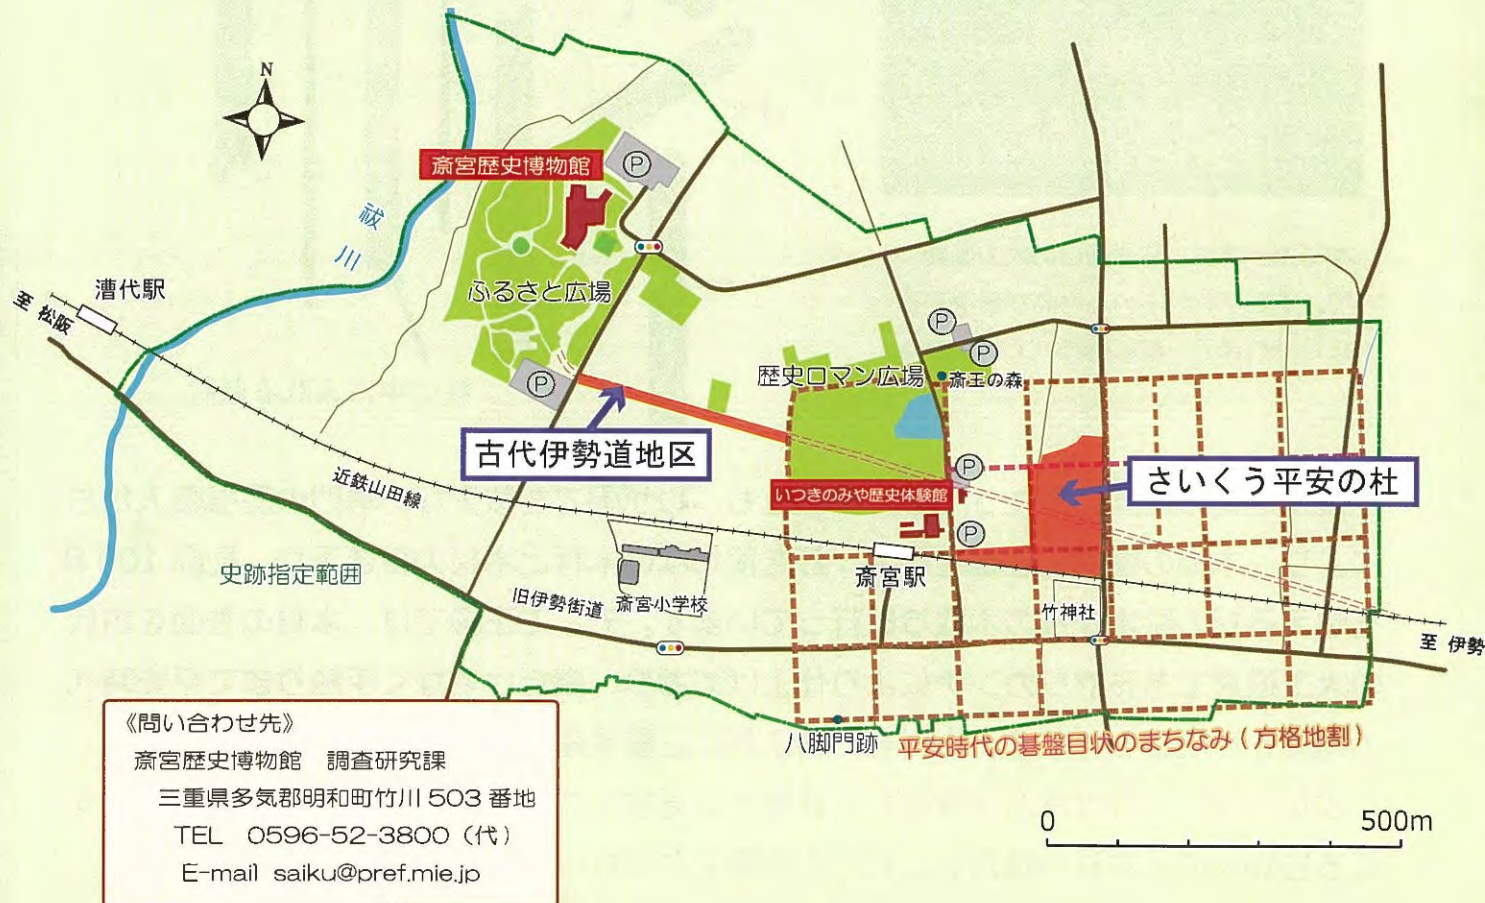 N
斎宮歴史博物館
P
祓川
ふるさと広場
漕代駅
至 松阪
P
古代伊勢道地区
近鉄山田線
史跡指定範囲
旧伊勢街道
斎宮小学校
歴史ロマン広場
P
P
斎王の森
P
いつきのみや歴史体験館
P
さいくう平安の杜
斎宮駅
竹神社
至 伊勢
八脚門跡
平安時代の碁盤目状のまちなみ（方格地割）
《問い合わせ先》
斎宮歴史博物館 調査研究課
三重県多気郡明和町竹川 503 番地
TEL 0596-52-3800（代）
E-mail saiku@pref.mie.jp
0 500m